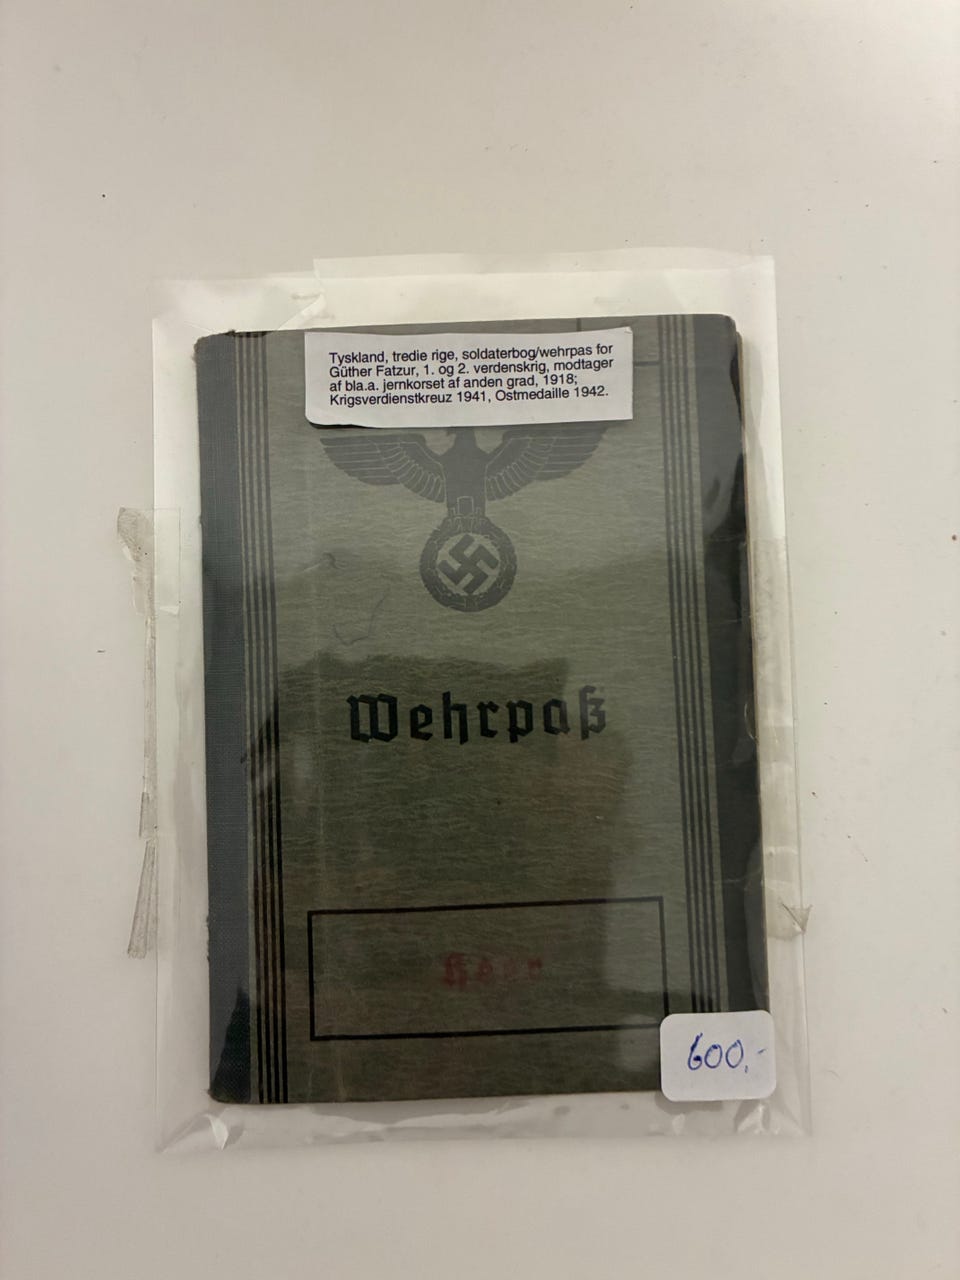 Tyskland, tredie rige, soldaterbog/wehrpas for
Güther Fatzur, 1. og 2. verdenskrig, modtager
af bla.a. jernkorset af anden grad, 1918;
Krigsverdienstkreuz 1941, Ostmedaille 1942.
Wehrpaß
Heer
600,-